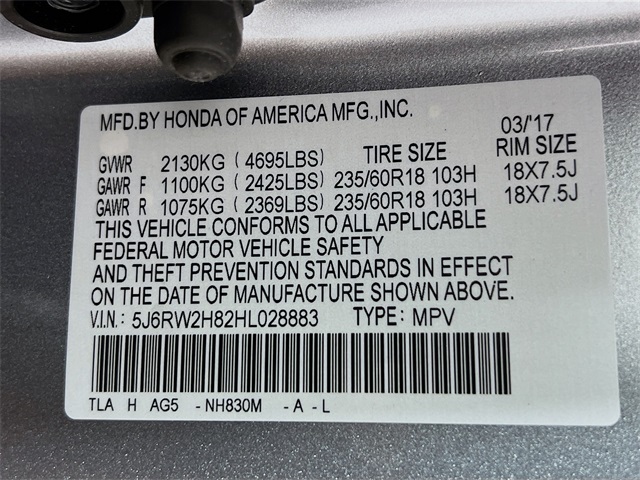 MFD.BY HONDA OF AMERICA MFG.,INC. 03/'17
GVWR 2130KG ( 4695LBS) TIRE SIZE RIM SIZE
GAWR F 1100KG ( 2425LBS) 235/60R18 103H 18X7.5J
GAWR R 1075KG ( 2369LBS) 235/60R18 103H 18X7.5J
THIS VEHICLE CONFORMS TO ALL APPLICABLE
FEDERAL MOTOR VEHICLE SAFETY
AND THEFT PREVENTION STANDARDS IN EFFECT
ON THE DATE OF MANUFACTURE SHOWN ABOVE.
V.I.N.: 5J6RW2H82HL028883 TYPE: MPV
TLA H AG5 -NH830M -A -L